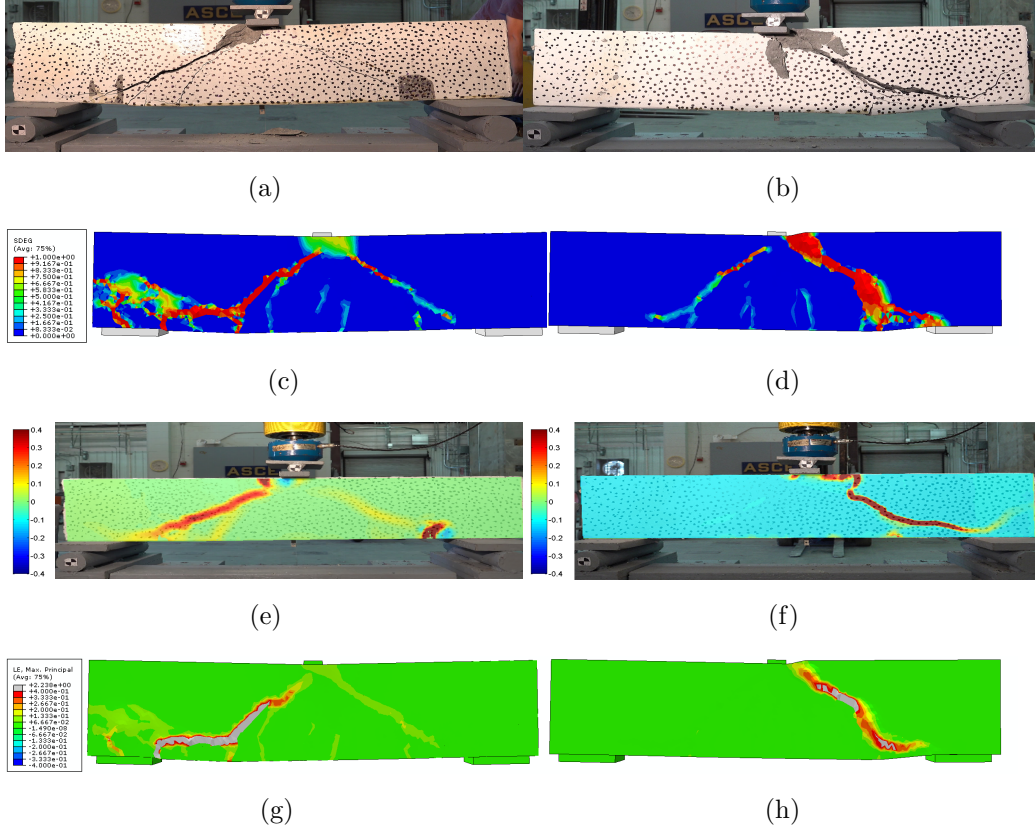 ASCE
ASCE
(a)
(b)
SDEG
(Avg: 75%)
+1.000e+00
+9.167e-01
+8.333e-01
+7.500e-01
+6.667e-01
+5.833e-01
+5.000e-01
+4.167e-01
+3.333e-01
+2.500e-01
+1.667e-01
+8.333e-02
+0.000e+00
(c)
(d)
0.4
0.3
0.2
0.1
0
-0.1
-0.2
-0.3
-0.4
ASCE
0.4
0.3
0.2
0.1
0
-0.1
-0.2
-0.3
-0.4
ASCE
(e)
(f)
LE, Max. Principal
(Avg: 75%)
+2.238e+00
+4.000e-01
+3.333e-01
+2.667e-01
+2.000e-01
+1.333e-01
+6.667e-02
-1.490e-08
-6.667e-02
-1.333e-01
-2.000e-01
-2.667e-01
-3.333e-01
-4.000e-01
(g)
(h)